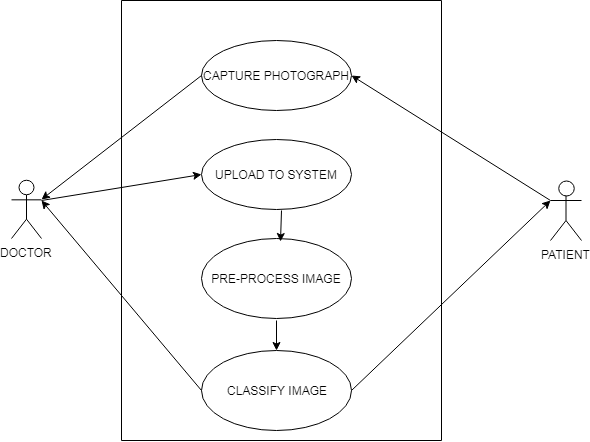 CAPTURE PHOTOGRAPH
UPLOAD TO SYSTEM
DOCTOR
PATIENT
PRE-PROCESS IMAGE
CLASSIFY IMAGE